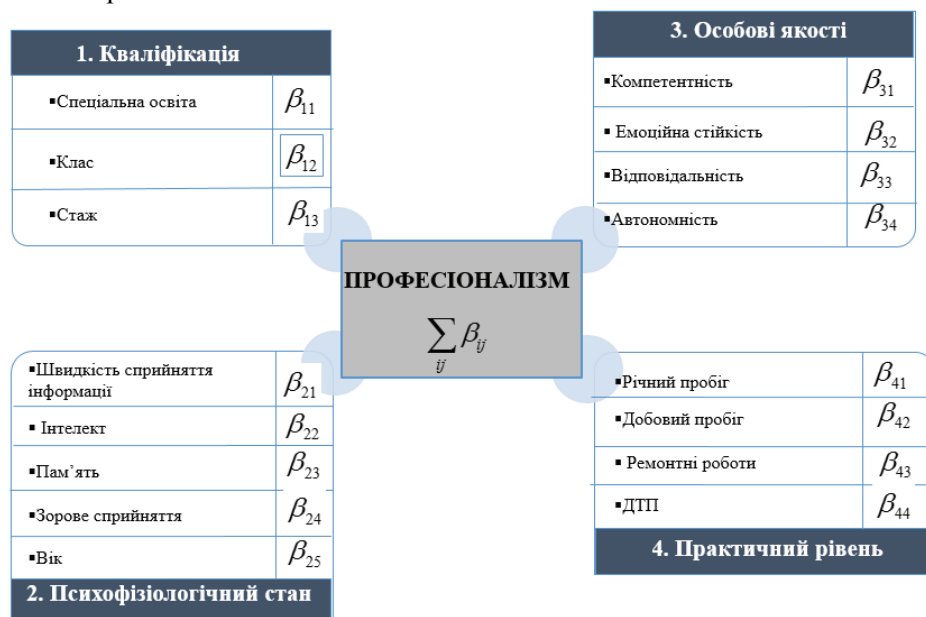 1. Кваліфікація
▪Спеціальна освіта β₁₁
▪Клас β₁₂
▪Стаж β₁₃
3. Особові якості
▪Компетентність β₃₁
▪ Емоційна стійкість β₃₂
▪Відповідальність β₃₃
▪Автономність β₃₄
ПРОФЕСІОНАЛІЗМ
∑ βᵢⱼ
ij
▪Швидкість сприйняття
інформації β₂₁
▪ Інтелект β₂₂
▪Пам’ять β₂₃
▪Зорове сприйняття β₂₄
▪Вік β₂₅
2. Психофізіологічний стан
▪Річний пробіг β₄₁
▪Добовий пробіг β₄₂
▪ Ремонтні роботи β₄₃
▪ДТП β₄₄
4. Практичний рівень